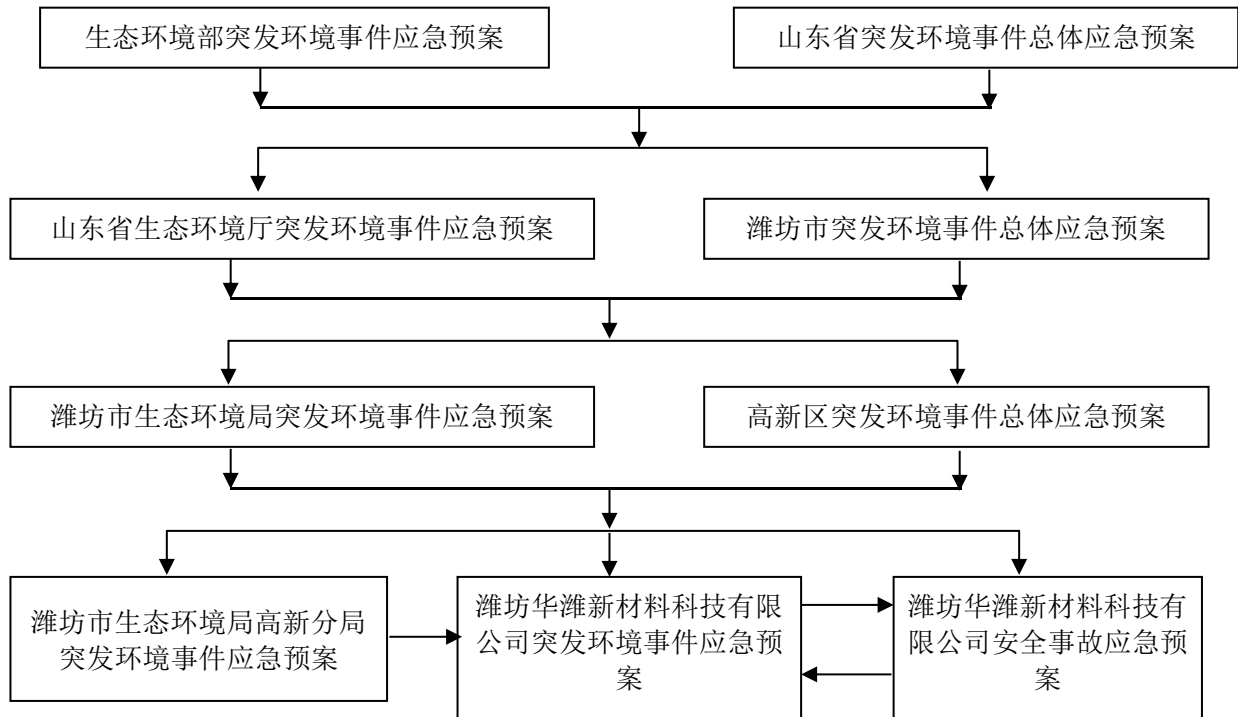 生态环境部突发环境事件应急预案
山东省突发环境事件总体应急预案
山东省生态环境厅突发环境事件应急预案
潍坊市突发环境事件总体应急预案
潍坊市生态环境局突发环境事件应急预案
高新区突发环境事件总体应急预案
潍坊市生态环境局高新分局
突发环境事件应急预案
潍坊华潍新材料科技有限
公司突发环境事件应急预
案
潍坊华潍新材料科技有
限公司安全事故应急预
案